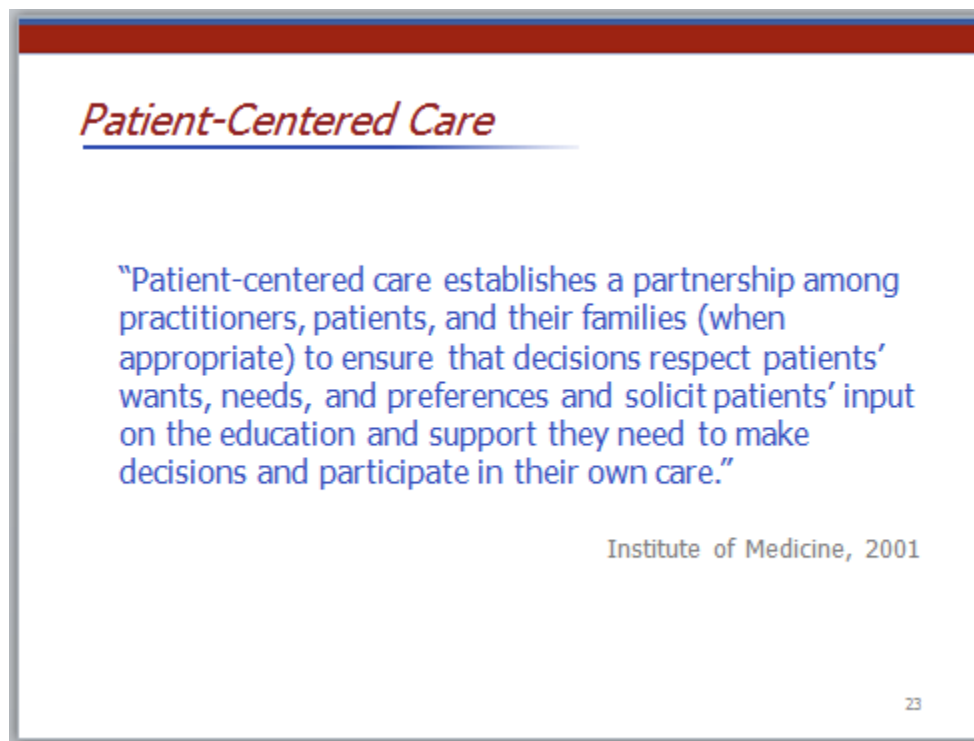 Patient-Centered Care
“Patient-centered care establishes a partnership among
practitioners, patients, and their families (when
appropriate) to ensure that decisions respect patients’
wants, needs, and preferences and solicit patients’ input
on the education and support they need to make
decisions and participate in their own care.”
Institute of Medicine, 2001
23